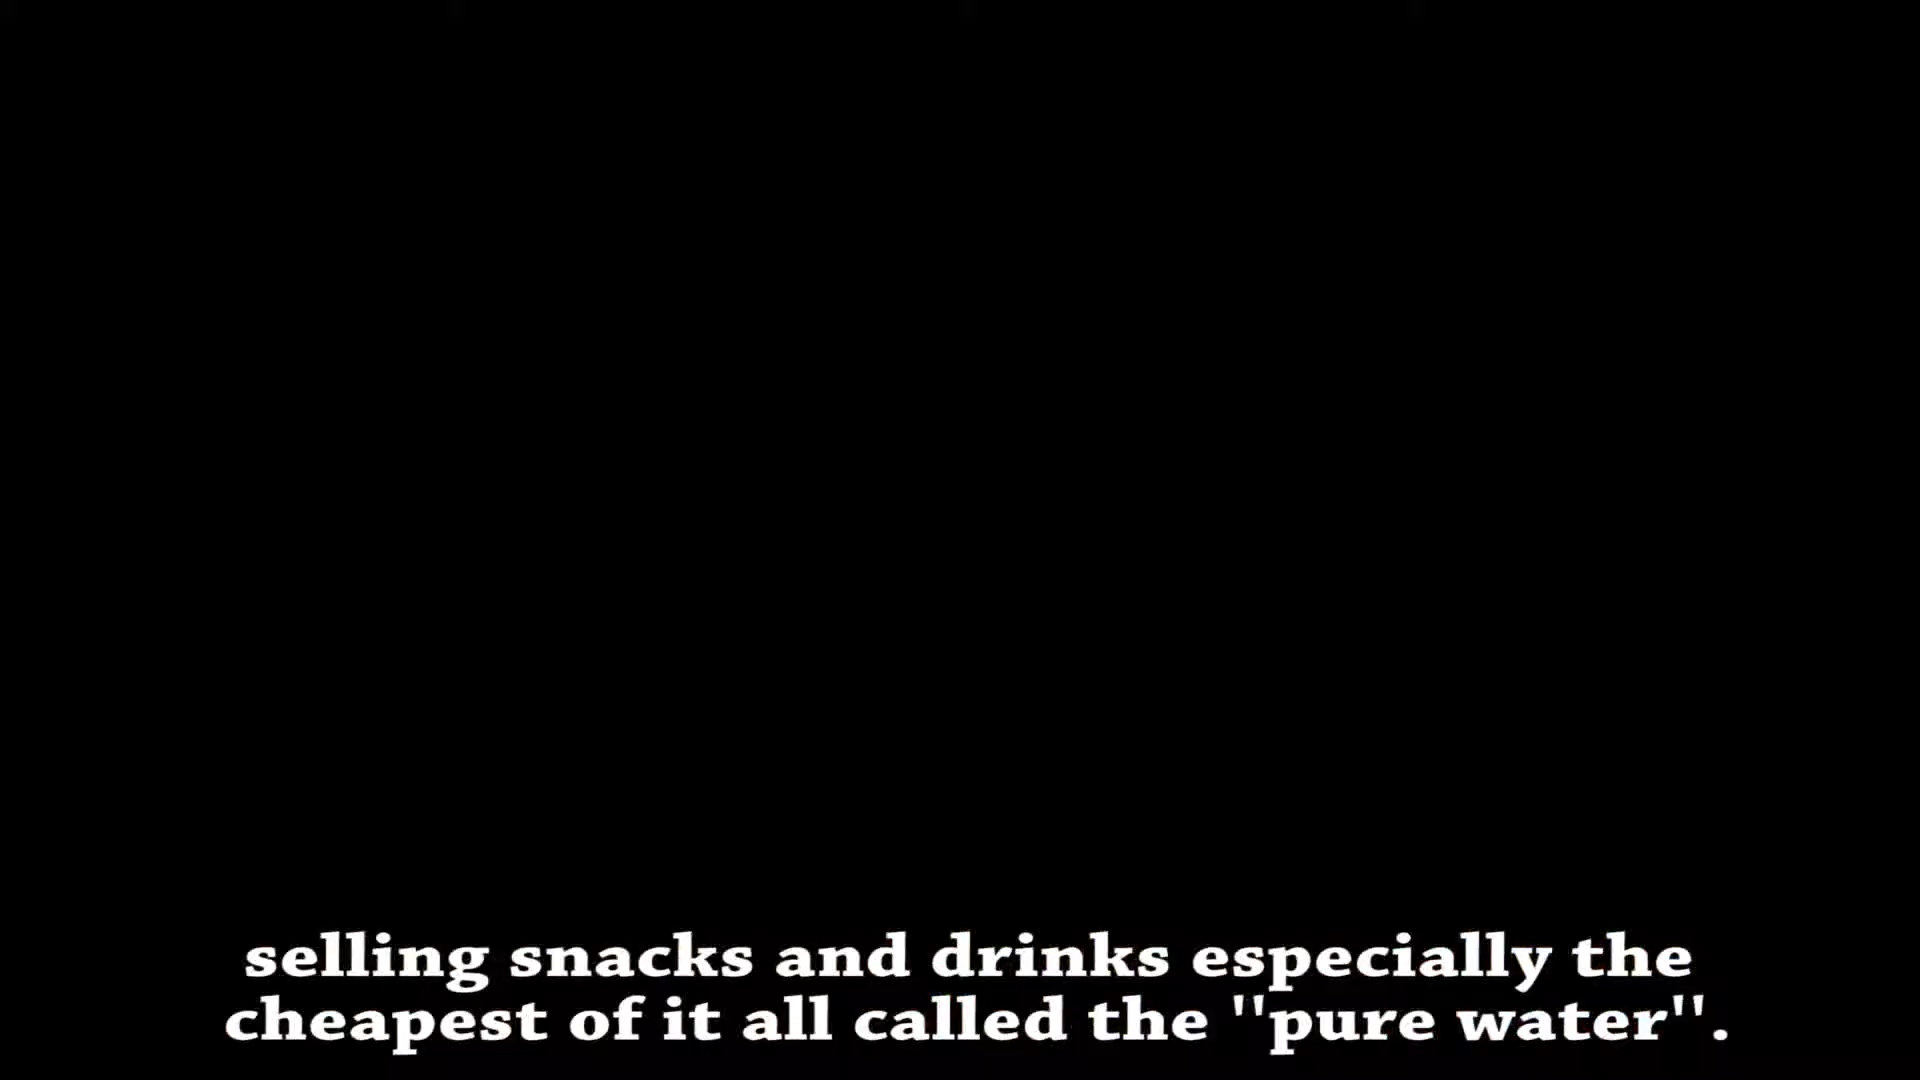 selling snacks and drinks especially the
cheapest of it all called the "pure water".